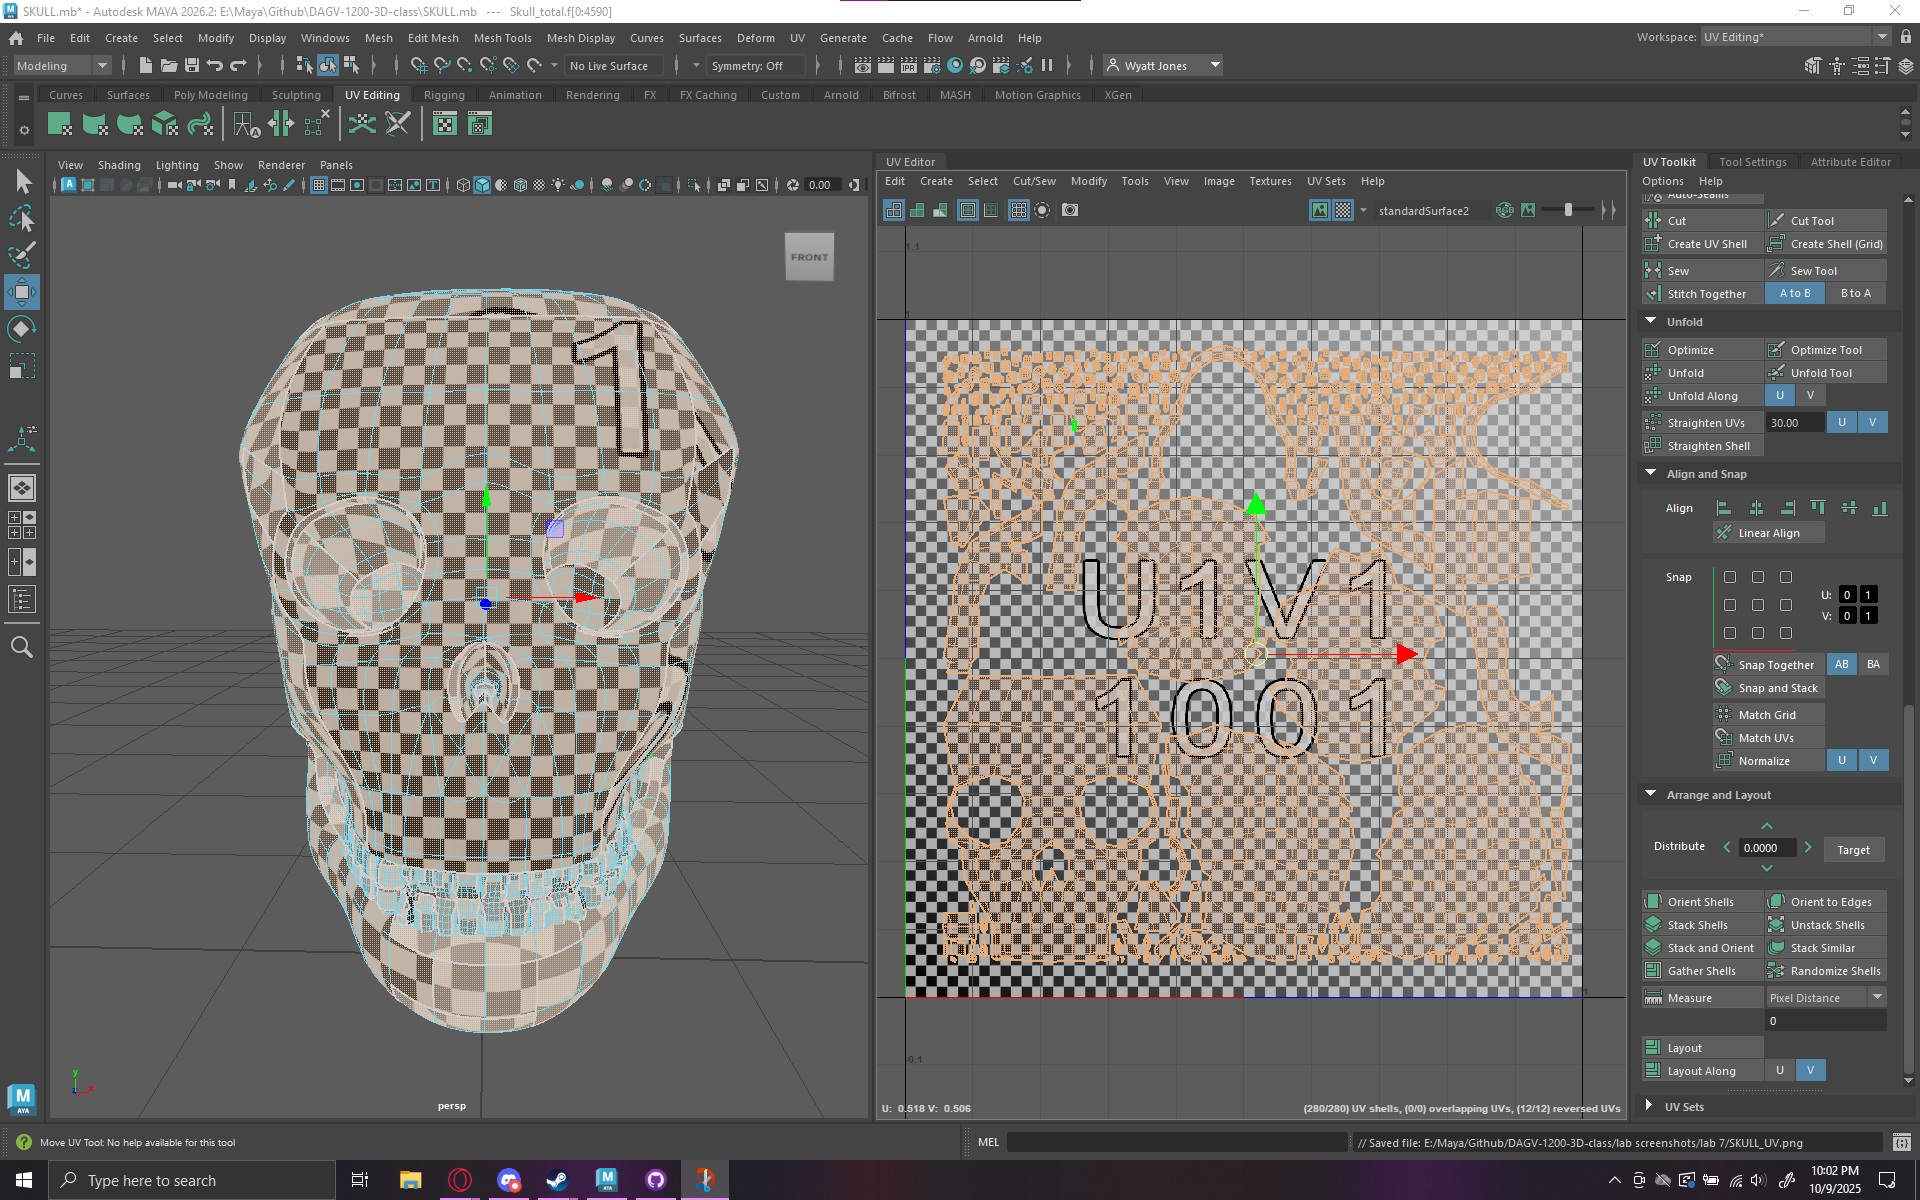 SKULL.mb* - Autodesk MAYA 2026.2: E:\Maya\Github\DAGV-1200-3D-class\SKULL.mb --- Skull_total.f[0:4590]
File Edit Create Select Modify Display Windows Mesh Edit Mesh Mesh Tools Mesh Display Curves Surfaces Deform UV Generate Cache Flow Arnold Help
Workspace: UV Editing*
Modeling
No Live Surface
Symmetry: Off
Wyatt Jones
Curves Surfaces Poly Modeling Sculpting UV Editing Rigging Animation Rendering FX FX Caching Custom Arnold Bifrost MASH Motion Graphics XGen
View Shading Lighting Show Renderer Panels
0.00
FRONT
1
persp
UV Editor
Edit Create Select Cut/Sew Modify Tools View Image Textures UV Sets Help
standardSurface2
1.1
1
U1V1
1001
1
-0.1
U: 0.518 V: 0.506
(280/280) UV shells, (0/0) overlapping UVs, (12/12) reversed UVs
UV Toolkit Tool Settings Attribute Editor
Options Help
Auto-Seams
Cut Cut Tool
Create UV Shell Create Shell (Grid)
Sew Sew Tool
Stitch Together A to B B to A
Unfold
Optimize Optimize Tool
Unfold Unfold Tool
Unfold Along U V
Straighten UVs 30.00 U V
Straighten Shell
Align and Snap
Align
Linear Align
Snap
U: 0 1
V: 0 1
Snap Together AB BA
Snap and Stack
Match Grid
Match UVs
Normalize U V
Arrange and Layout
Distribute 0.0000 Target
Orient Shells Orient to Edges
Stack Shells Unstack Shells
Stack and Orient Stack Similar
Gather Shells Randomize Shells
Measure Pixel Distance
0
Layout
Layout Along U V
UV Sets
Move UV Tool: No help available for this tool
MEL
// Saved file: E:/Maya/Github/DAGV-1200-3D-class/lab screenshots/lab 7/SKULL_UV.png
Type here to search
10:02 PM
10/9/2025